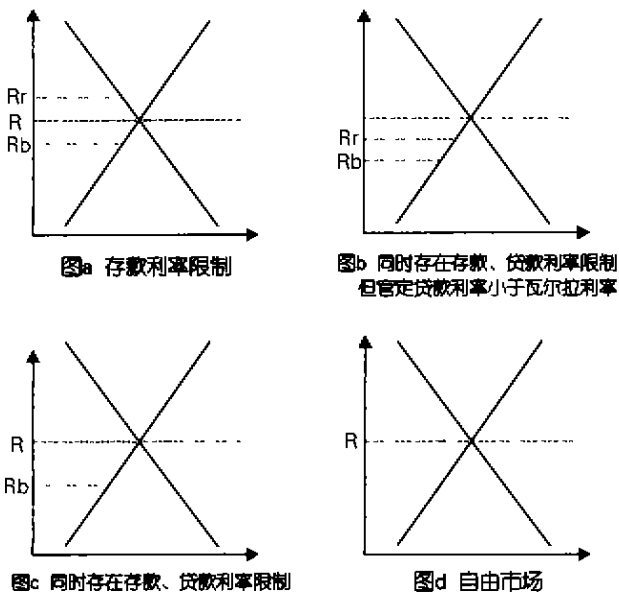 Rr
R
Rb
图a 存款利率限制
Rr
Rb
图b 同时存在存款、贷款利率限制
但官定贷款利率小于瓦尔拉利率
R
Rb
图c 同时存在存款、贷款利率限制
R
图d 自由市场